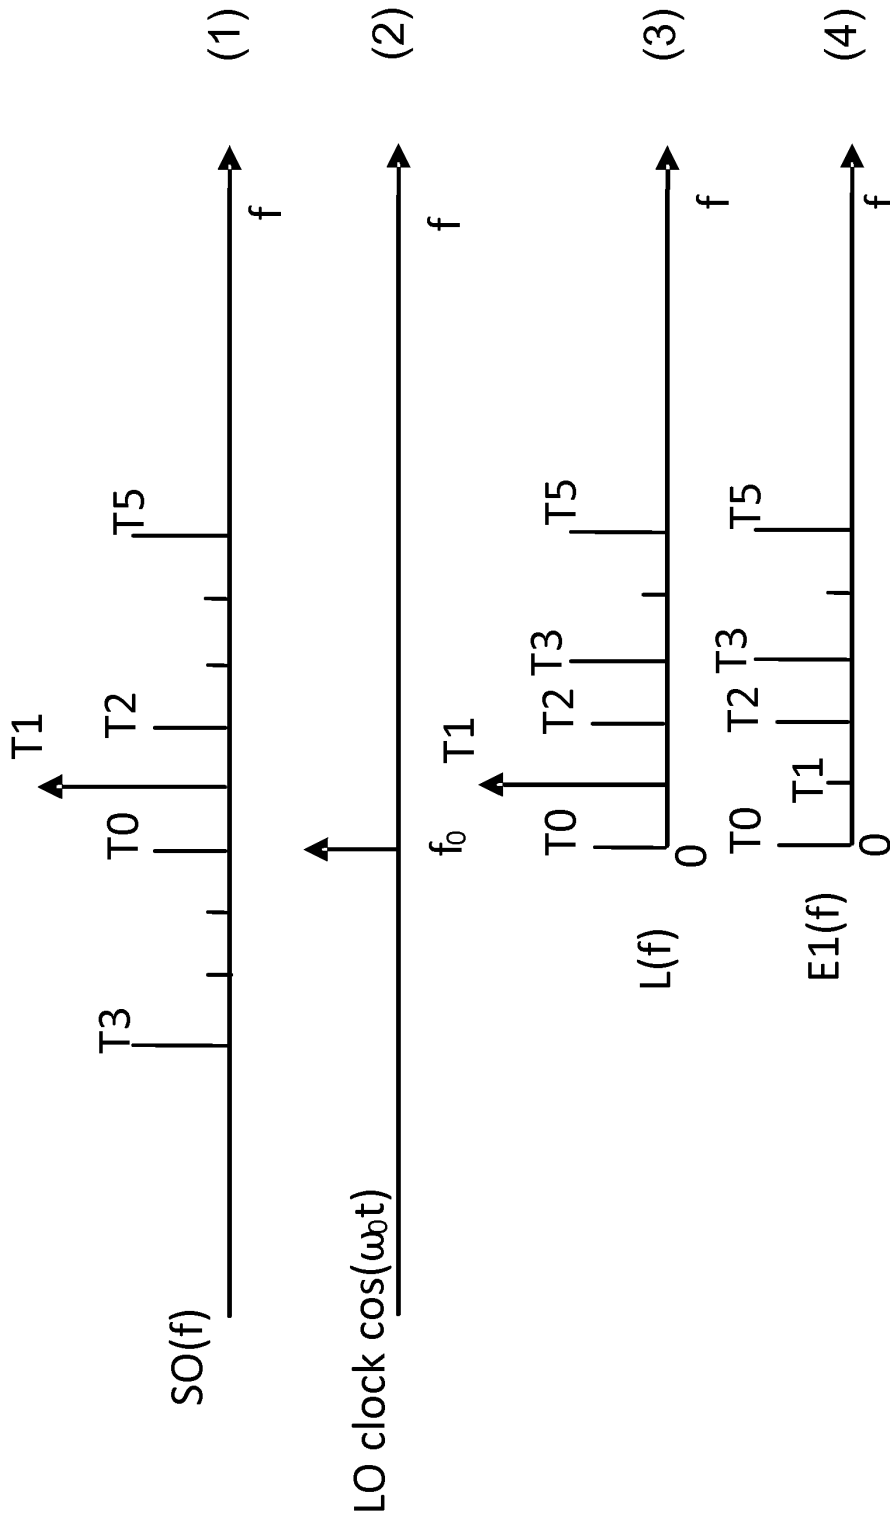 T1
T3 T0 T2 T5
SO(f) f (1)
LO clock cos(ω₀t) f₀ f (2)
T1
T0 T2 T3 T5
L(f) 0 f (3)
T0 T1 T2 T3 T5
E1(f) 0 f (4)